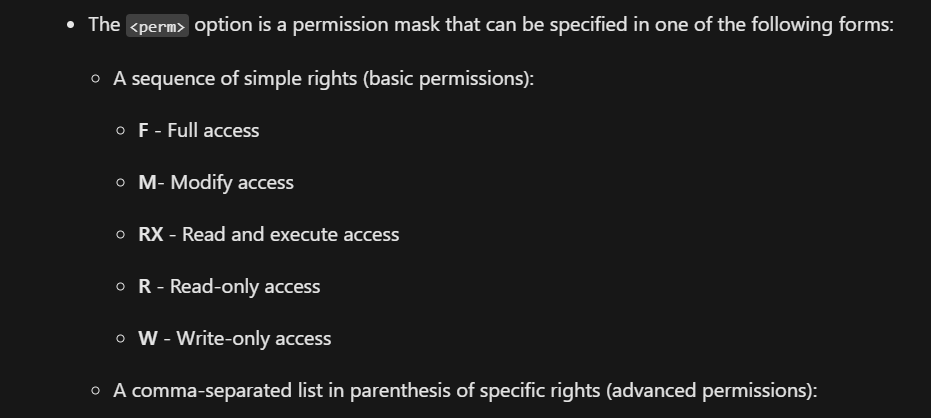 The <perm> option is a permission mask that can be specified in one of the following forms:
A sequence of simple rights (basic permissions):
F - Full access
M- Modify access
RX - Read and execute access
R - Read-only access
W - Write-only access
A comma-separated list in parenthesis of specific rights (advanced permissions):